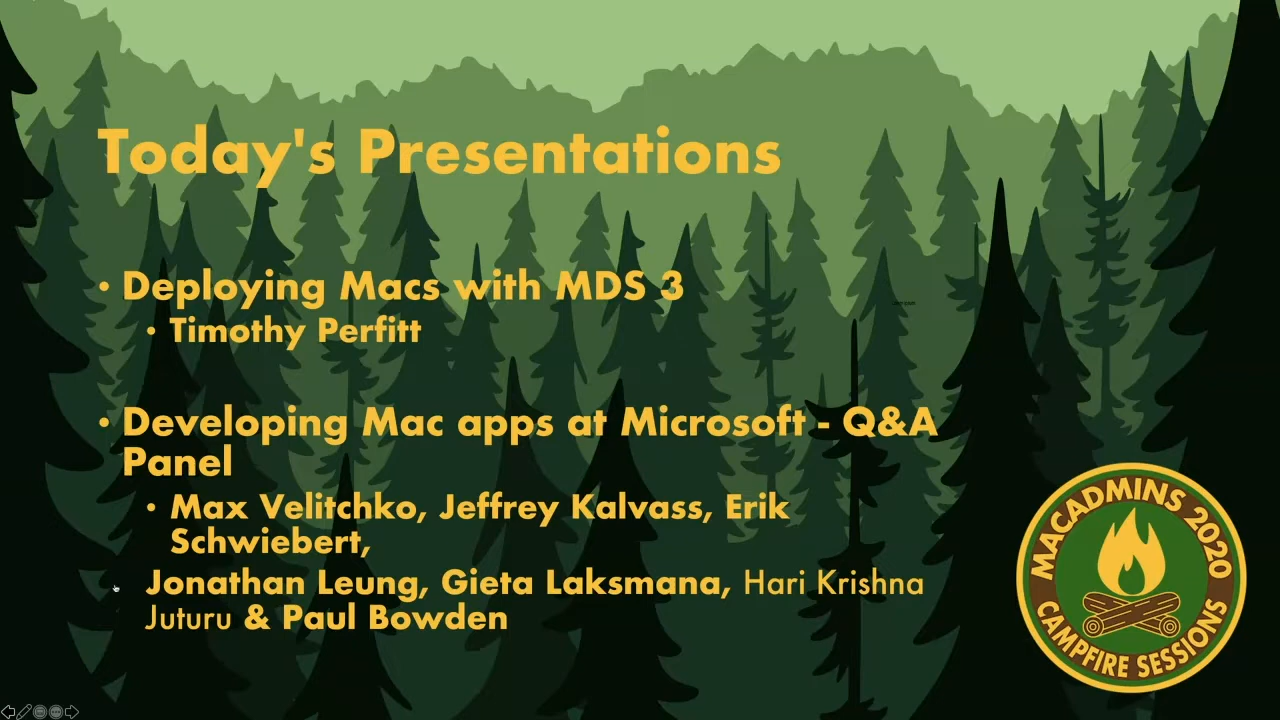 Today's Presentations
• Deploying Macs with MDS 3
• Timothy Perfitt
• Developing Mac apps at Microsoft - Q&A
Panel
• Max Velitchko, Jeffrey Kalvass, Erik
Schwiebert,
Jonathan Leung, Gieta Laksmana, Hari Krishna
Juturu & Paul Bowden
MACADMINS 2020
CAMPFIRE SESSIONS